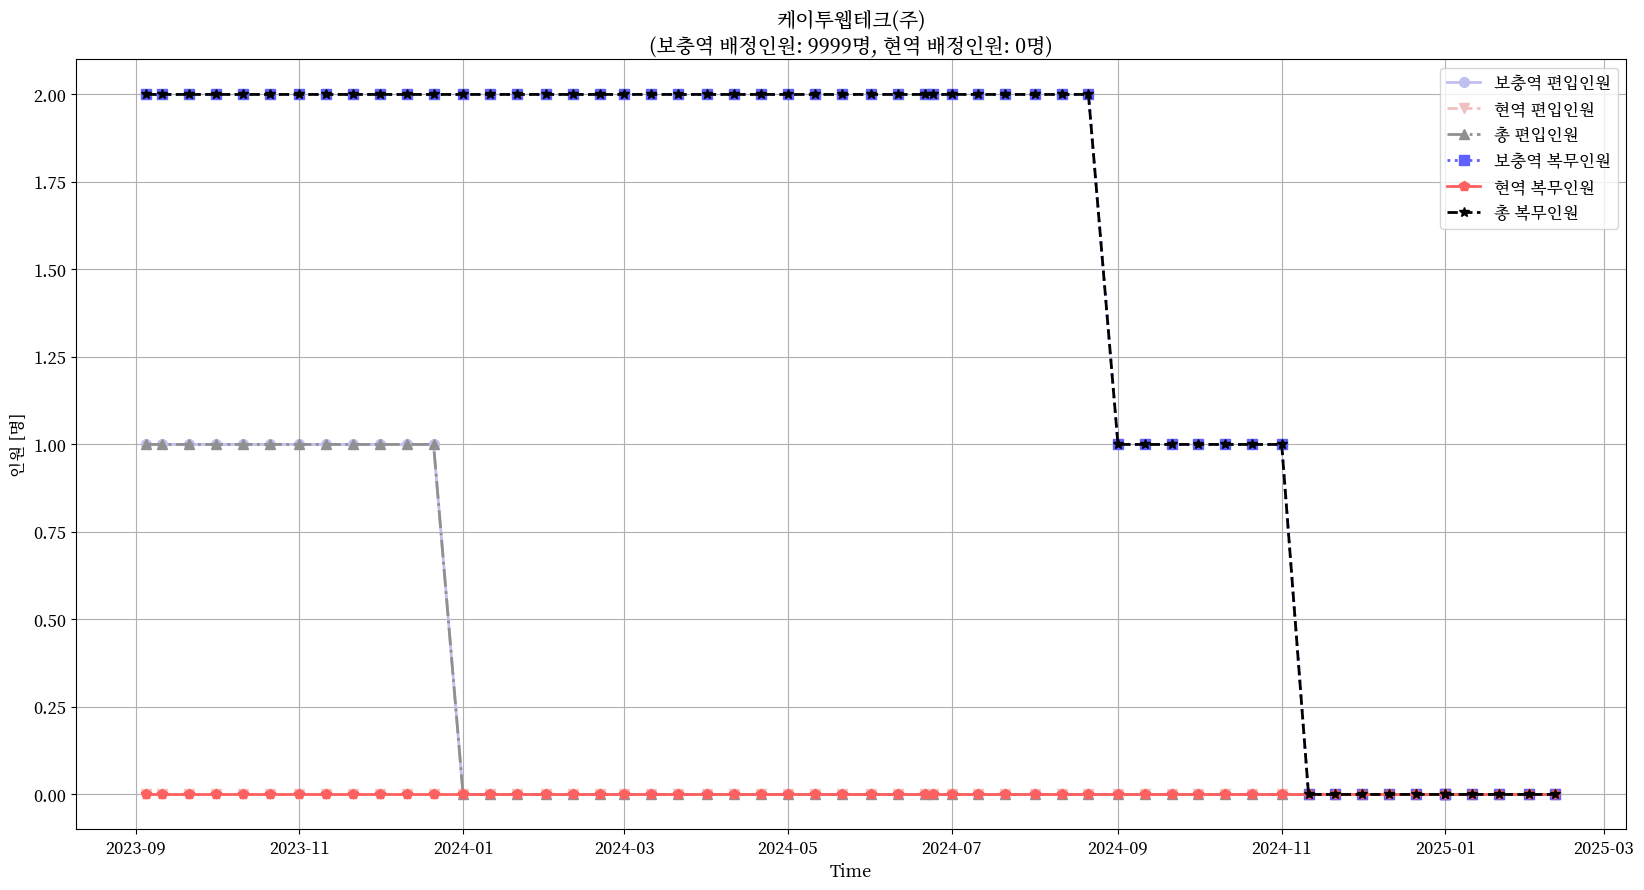 케이투웹테크(주)
(보충역 배정인원: 9999명, 현역 배정인원: 0명)
보충역 편입인원
현역 편입인원
총 편입인원
보충역 복무인원
현역 복무인원
총 복무인원
인원 [명]
2.00
1.75
1.50
1.25
1.00
0.75
0.50
0.25
0.00
2023-09 2023-11 2024-01 2024-03 2024-05 2024-07 2024-09 2024-11 2025-01 2025-03
Time